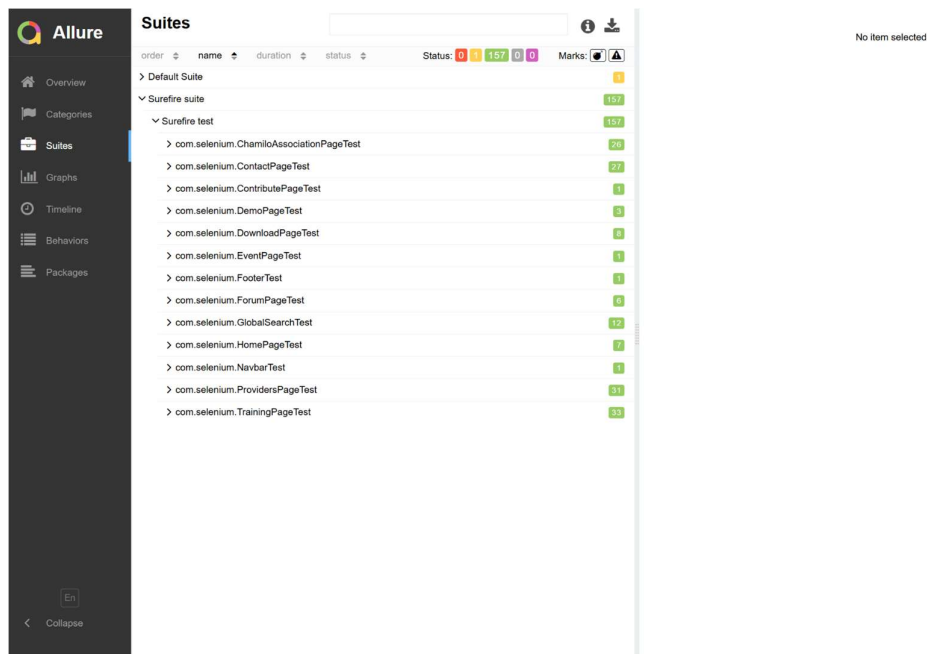 Allure
Overview
Categories
Suites
Graphs
Timeline
Behaviors
Packages
En
Collapse
Suites
order name duration status Status: 0 1 157 0 0 Marks:
Default Suite 1
Surefire suite 157
Surefire test 157
com.selenium.ChamiloAssociationPageTest 26
com.selenium.ContactPageTest 27
com.selenium.ContributePageTest 1
com.selenium.DemoPageTest 3
com.selenium.DownloadPageTest 8
com.selenium.EventPageTest 1
com.selenium.FooterTest 1
com.selenium.ForumPageTest 6
com.selenium.GlobalSearchTest 12
com.selenium.HomePageTest 7
com.selenium.NavbarTest 1
com.selenium.ProvidersPageTest 31
com.selenium.TrainingPageTest 33
No item selected